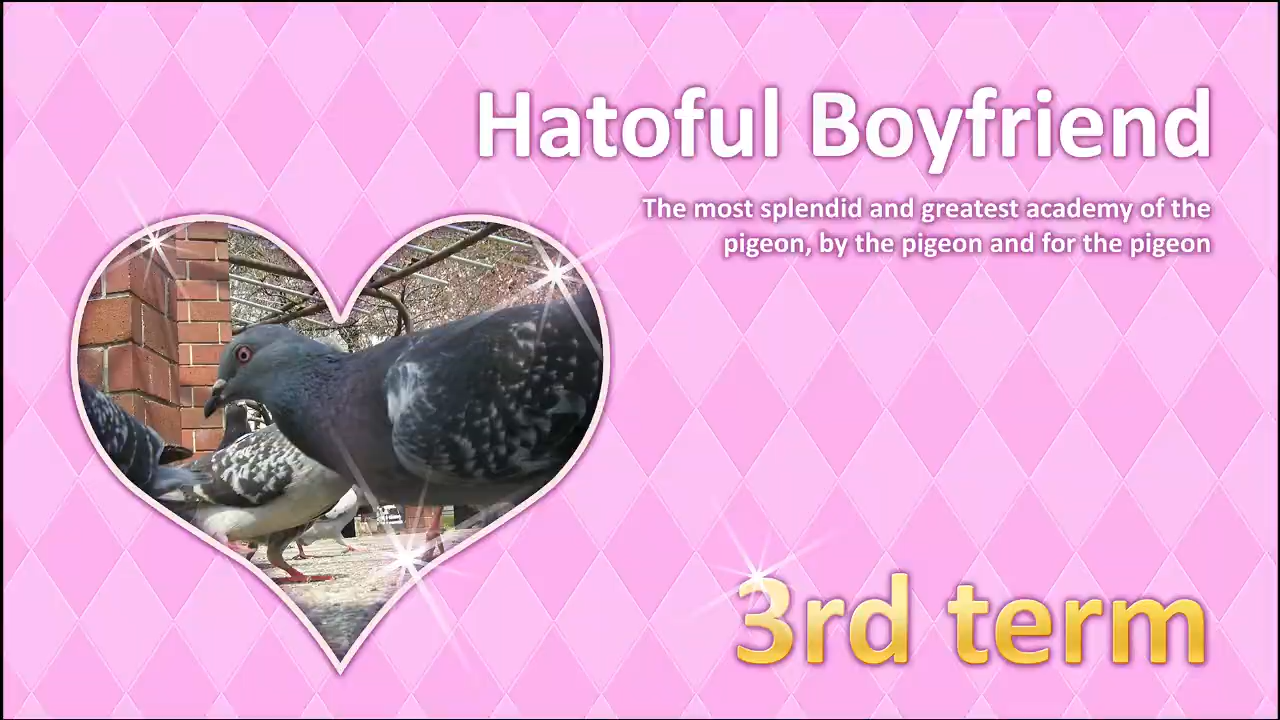 Hatoful Boyfriend
The most splendid and greatest academy of the
pigeon, by the pigeon and for the pigeon
3rd term